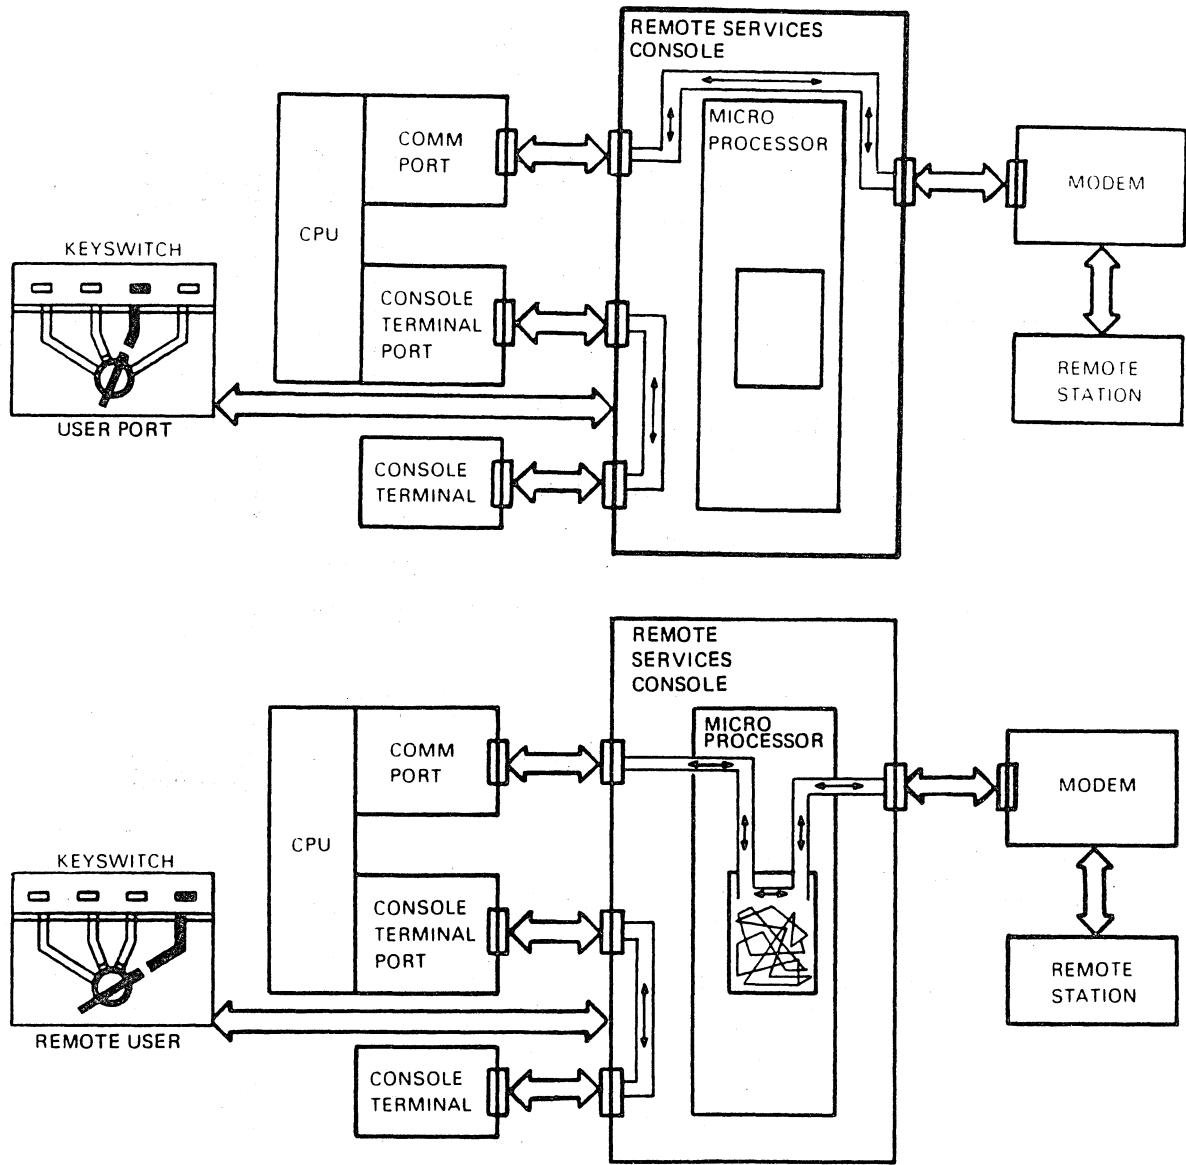 REMOTE SERVICES
CONSOLE
COMM
PORT
MICRO
PROCESSOR
MODEM
CPU
KEYSWITCH
CONSOLE
TERMINAL
PORT
REMOTE
STATION
USER PORT
CONSOLE
TERMINAL
REMOTE
SERVICES
CONSOLE
MICRO
PROCESSOR
COMM
PORT
MODEM
CPU
KEYSWITCH
CONSOLE
TERMINAL
PORT
REMOTE
STATION
REMOTE USER
CONSOLE
TERMINAL